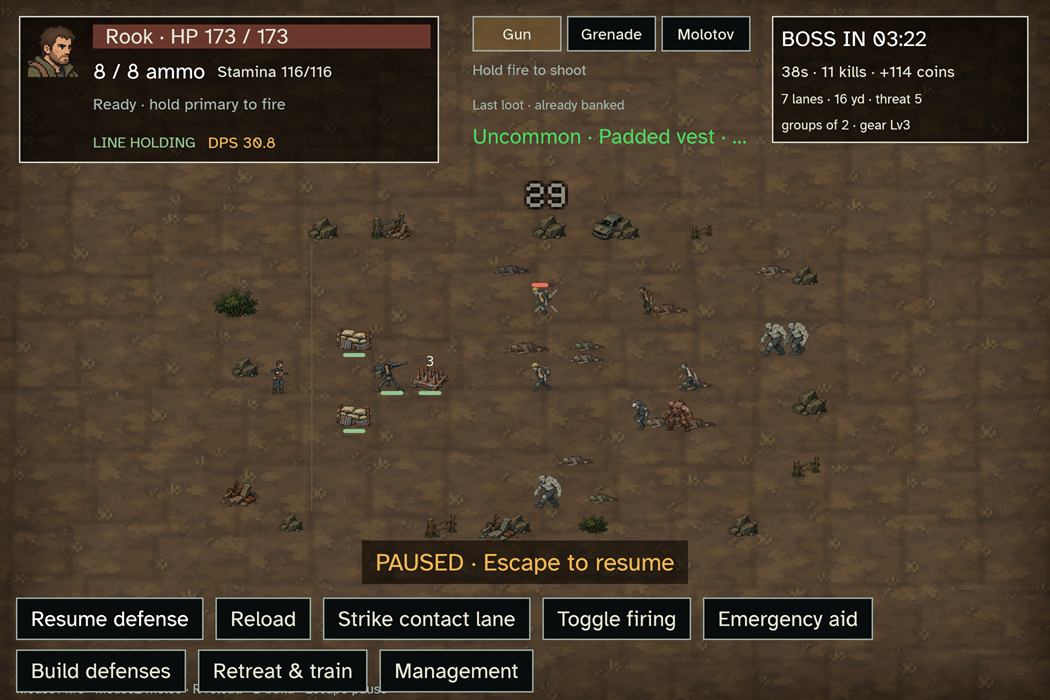 Rook · HP 173 / 173
8 / 8 ammo Stamina 116/116
Ready · hold primary to fire
LINE HOLDING DPS 30.8
Gun Grenade Molotov
Hold fire to shoot
Last loot · already banked
Uncommon · Padded vest · ...
BOSS IN 03:22
38s · 11 kills · +114 coins
7 lanes · 16 yd · threat 5
groups of 2 · gear Lv3
29
3
PAUSED · Escape to resume
Resume defense Reload Strike contact lane Toggle firing Emergency aid
Build defenses Retreat & train Management